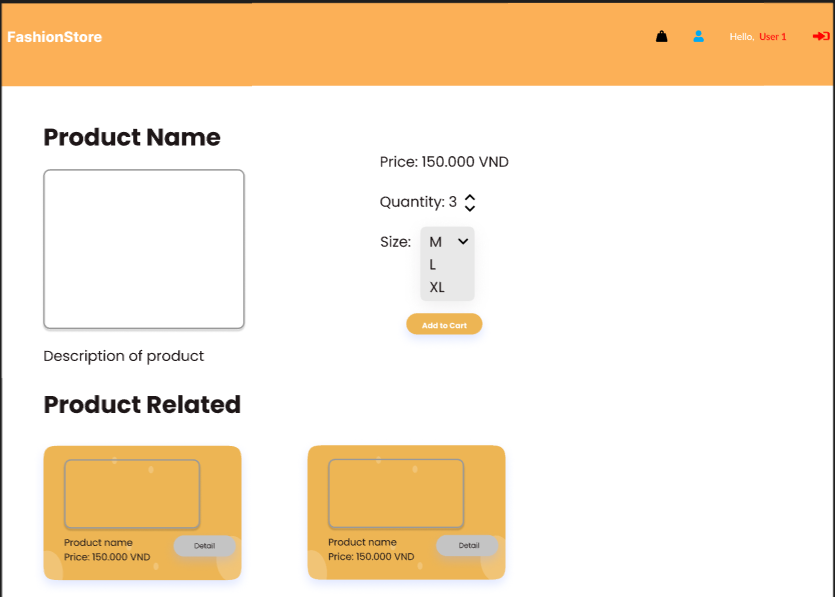 FashionStore
Hello, User 1
Product Name
Price: 150.000 VND
Quantity: 3
Size: M
L
XL
Add to Cart
Description of product
Product Related
Product name
Price: 150.000 VND
Detail
Product name
Price: 150.000 VND
Detail